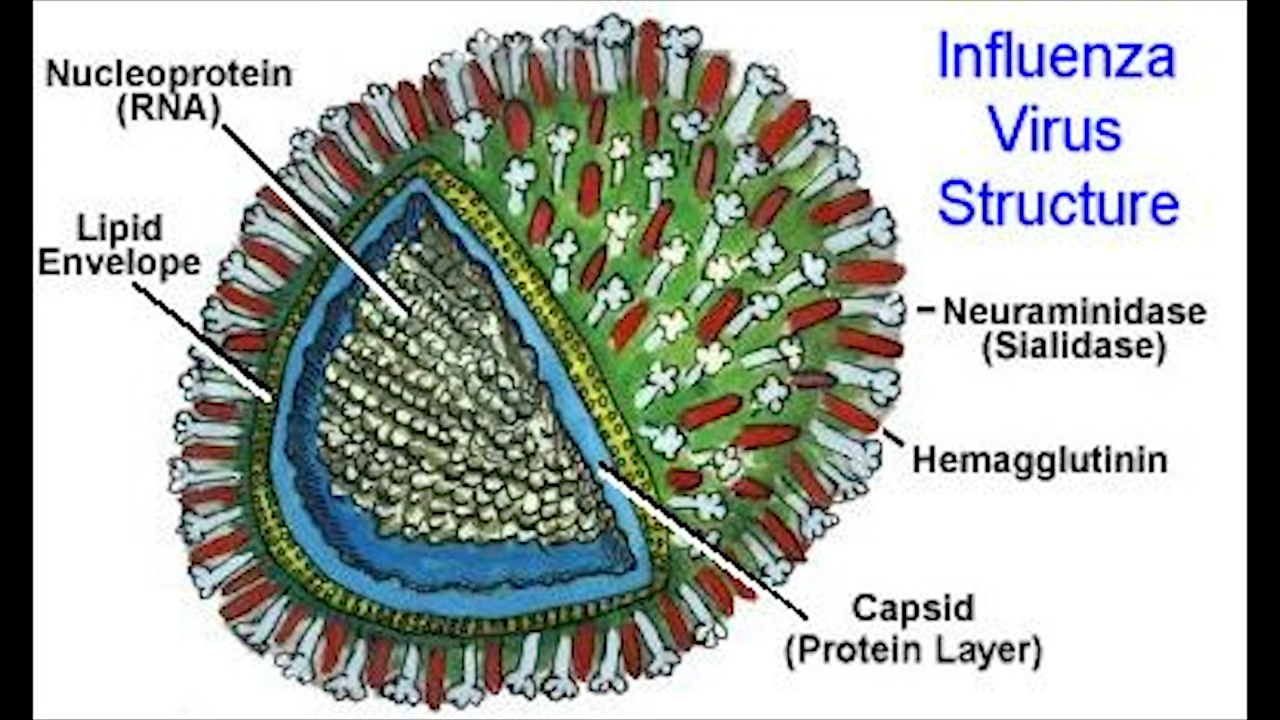 Influenza
Virus
Structure
Nucleoprotein
(RNA)
Lipid
Envelope
Neuraminidase
(Sialidase)
Hemagglutinin
Capsid
(Protein Layer)